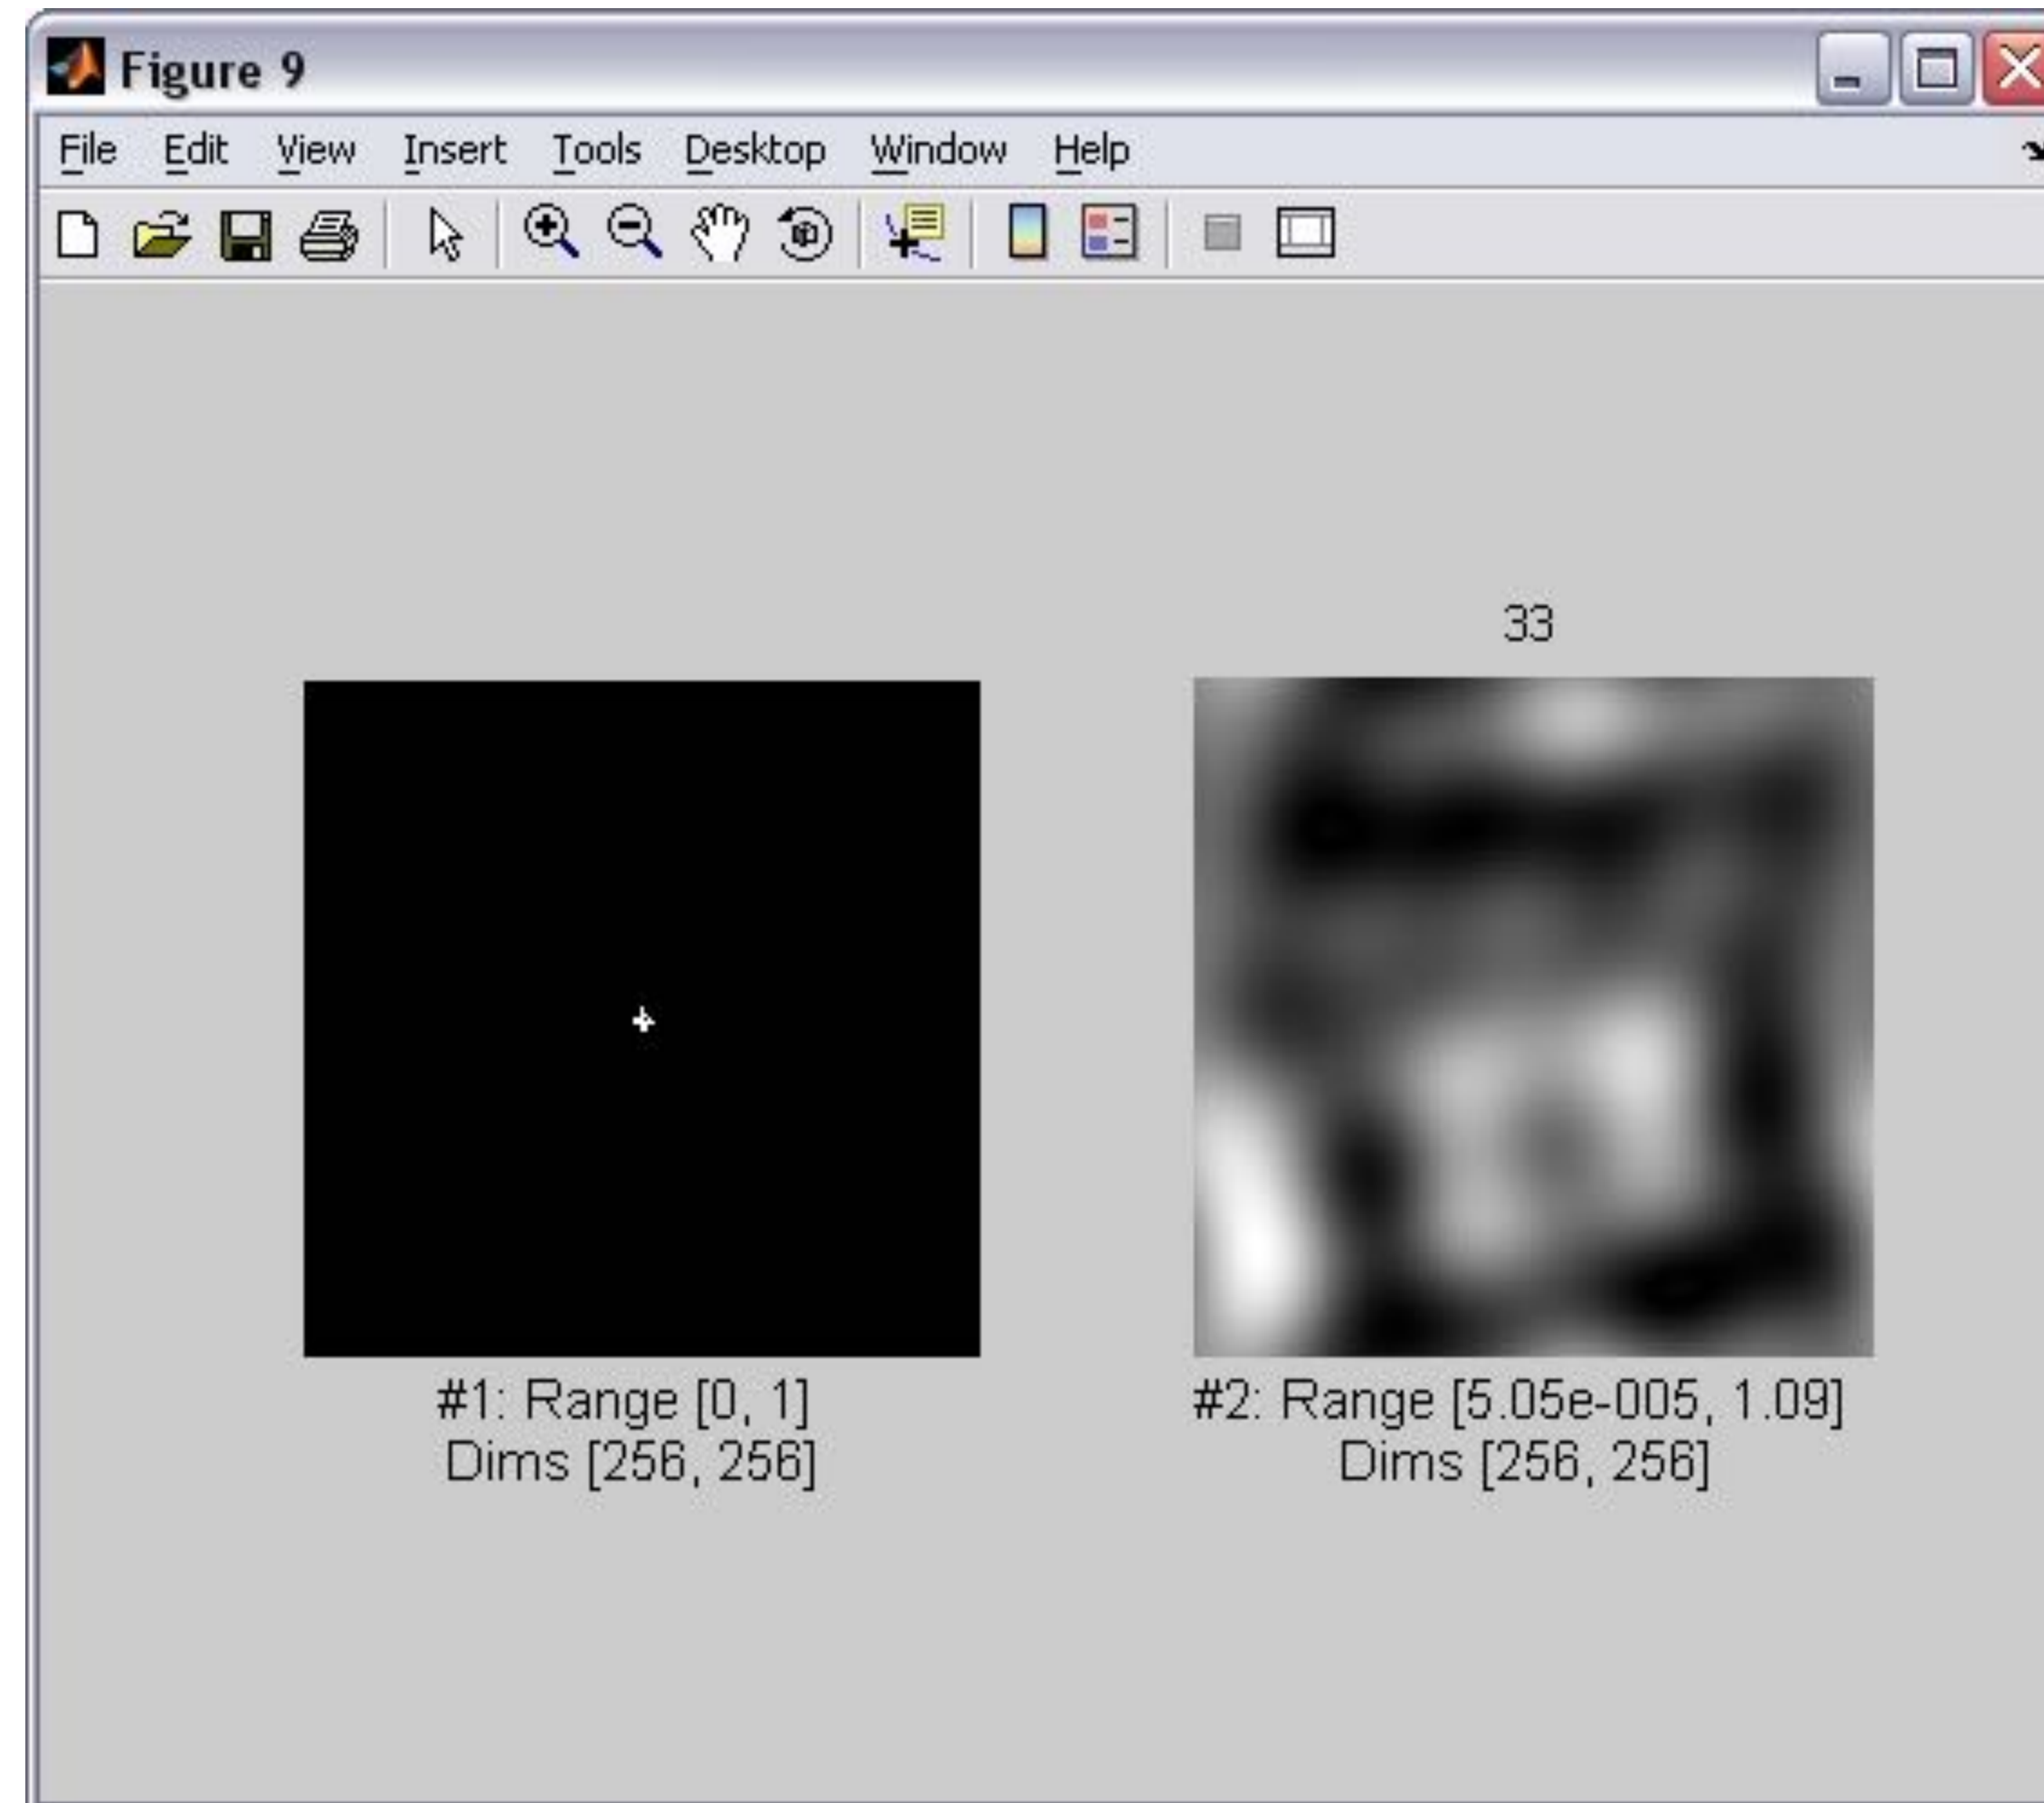 Figure 9
File Edit View Insert Tools Desktop Window Help
33
#1: Range [0, 1]
Dims [256, 256]
#2: Range [5.05e-005, 1.09]
Dims [256, 256]